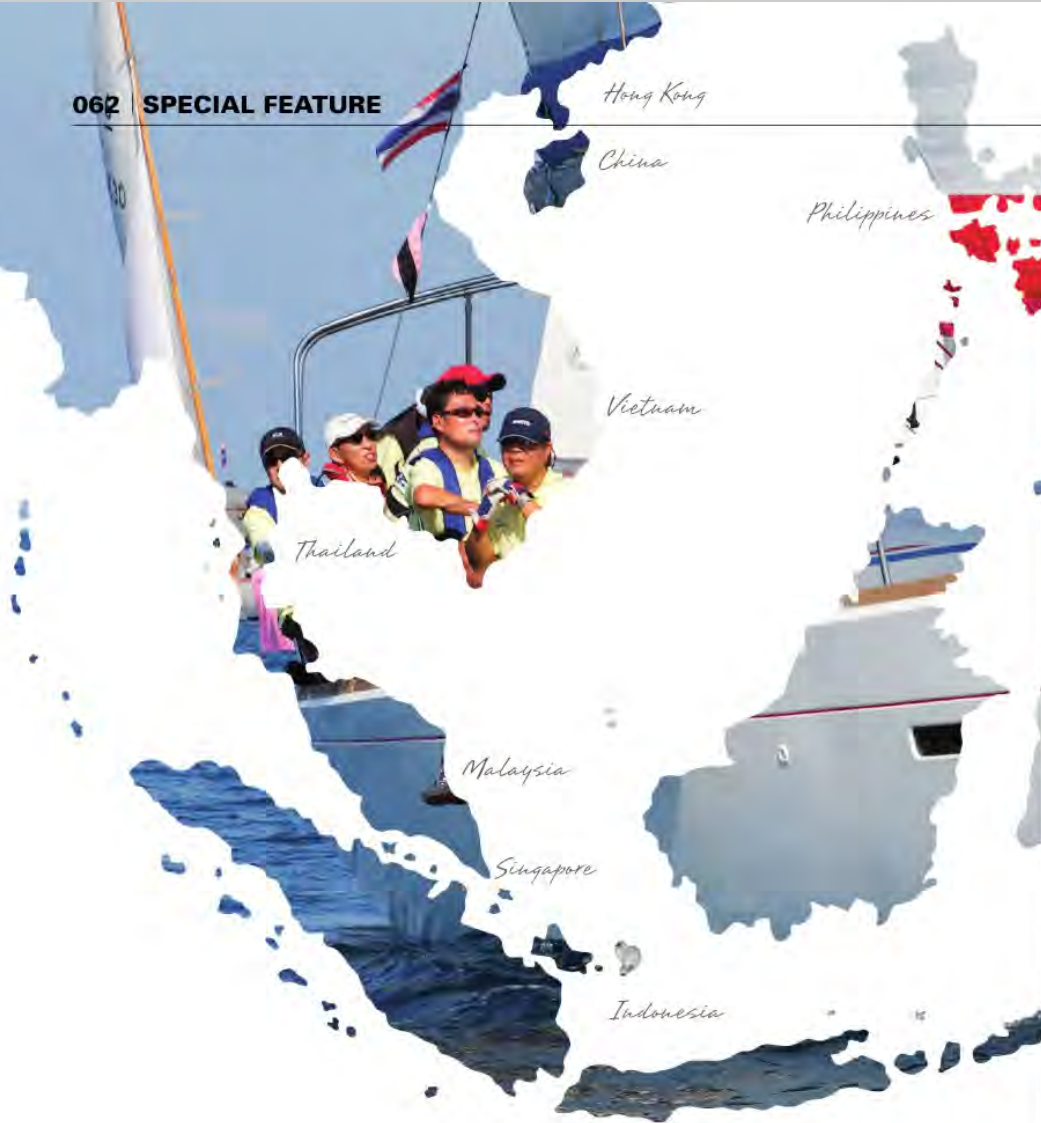 062 | SPECIAL FEATURE
Hong Kong
China
Philippines
Vietnam
Thailand
Malaysia
Singapore
Indonesia